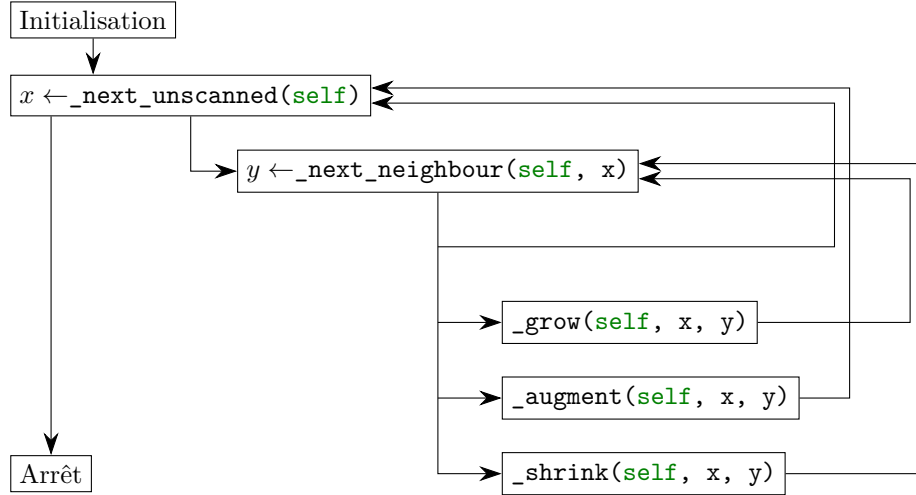 Initialisation
x ←_next_unscanned(self)
y ←_next_neighbour(self, x)
_grow(self, x, y)
_augment(self, x, y)
Arrêt
_shrink(self, x, y)